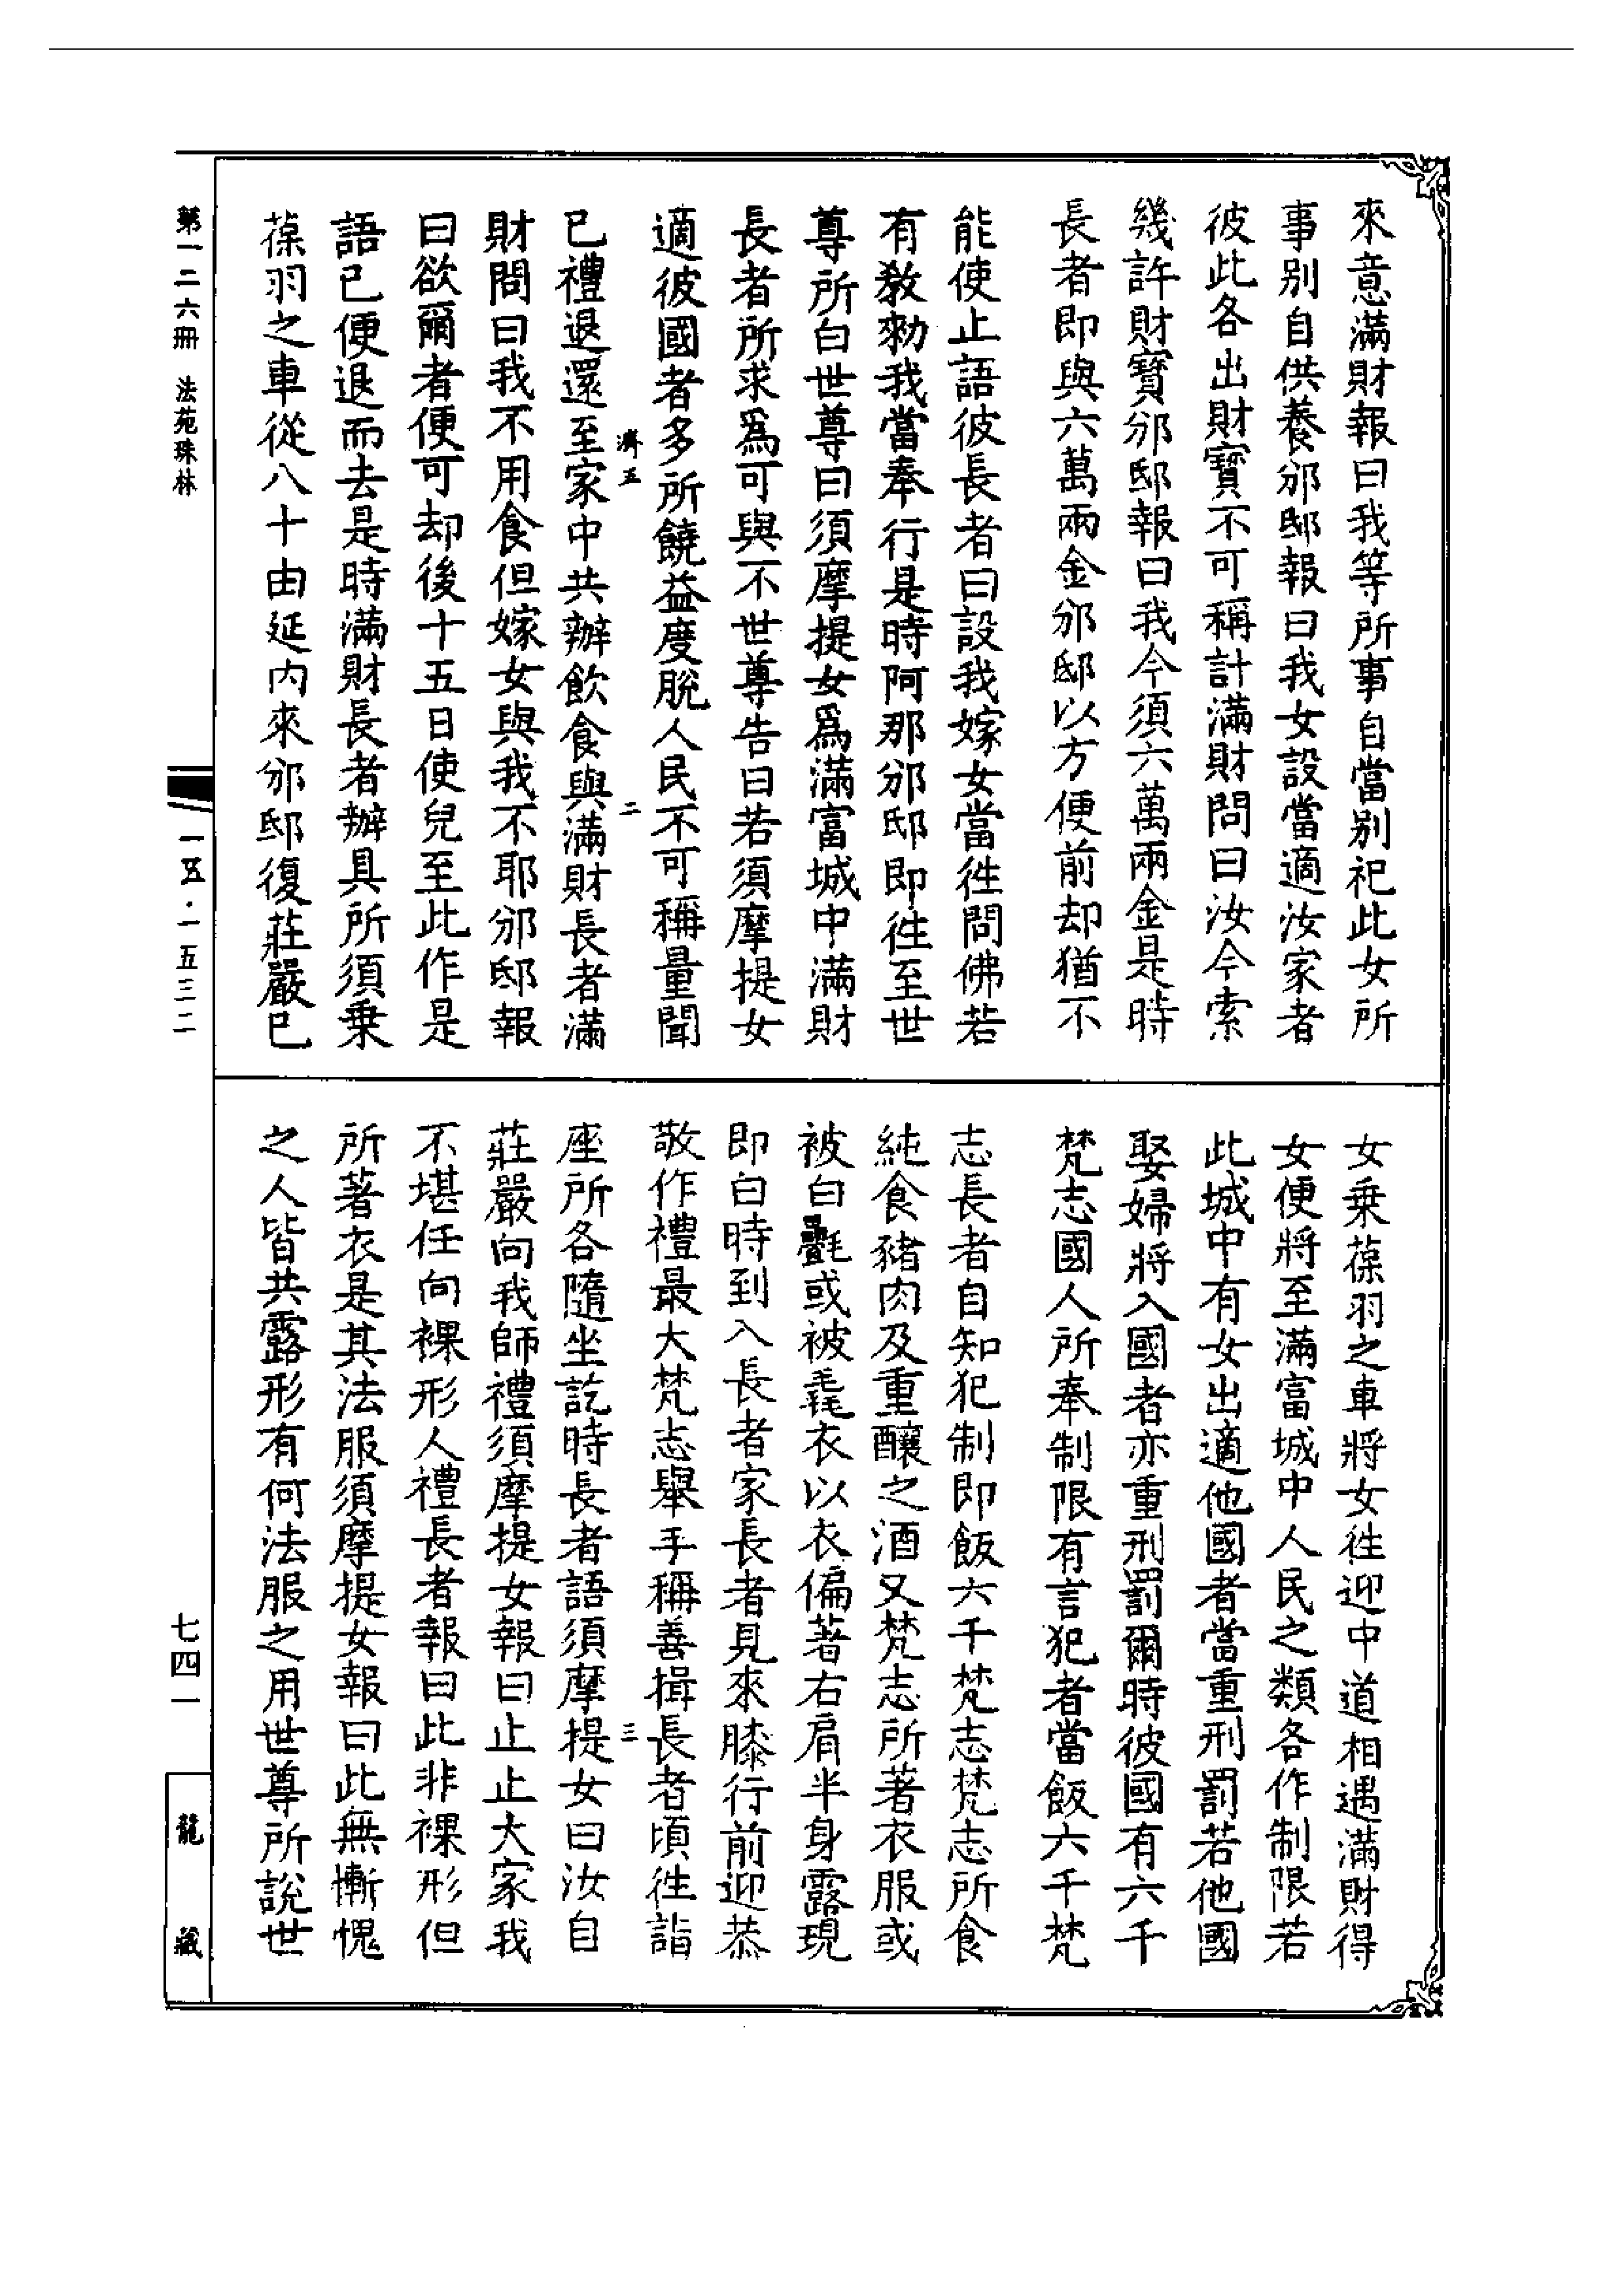 來意滿財報曰我等所事自當別祀此女所
事別自供養邠邸報曰我女設當適汝家者
彼此各出財寶不可稱計滿財問曰汝今索
幾許財寶邠邸報曰我今須六萬兩金是時
長者即與六萬兩金邠邸以方便前却猶不
能使止語彼長者曰設我嫁女當徃問佛若
有敎勑我當奉行是時阿那邠邸即徃至世
尊所白世尊曰須摩提女爲滿富城中滿財
長者所求爲可與不世尊告曰若須摩提女
適彼國者多所饒益度脫人民不可稱量聞
濟五 二
已禮退還至家中共辦飲食與滿財長者滿
財問曰我不用食但嫁女與我不耶邠邸報
曰欲爾者便可却後十五日使兒至此作是
語已便退而去是時滿財長者辦具所須乗
葆羽之車從八十由延内來邠邸復莊嚴已
女乗葆羽之車將女徃迎中道相遇滿財得
女便將至滿富城中人民之類各作制限若
此城中有女出適他國者當重刑罰若他國
娶婦將入國者亦重刑罰爾時彼國有六千
梵志國人所奉制限有言犯者當飯六千梵
志長者自知犯制即飯六千梵志梵志所食
純食豬肉及重釀之酒又梵志所著衣服或
被白㲲或被毳衣以衣偏著右肩半身露現
即白時到入長者家長者見來膝行前迎恭
敬作禮最大梵志舉手稱善揖長者頃徃詣
三
座所各隨坐訖時長者語須摩提女曰汝自
莊嚴向我師禮須摩提女報曰止止大家我
不堪任向裸形人禮長者報曰此非裸形但
所著衣是其法服須摩提女報曰此無慚愧
之人皆共露形有何法服之用世尊所說世
第一二六冊 法苑珠林
一五·一五三二
七四一
龍藏